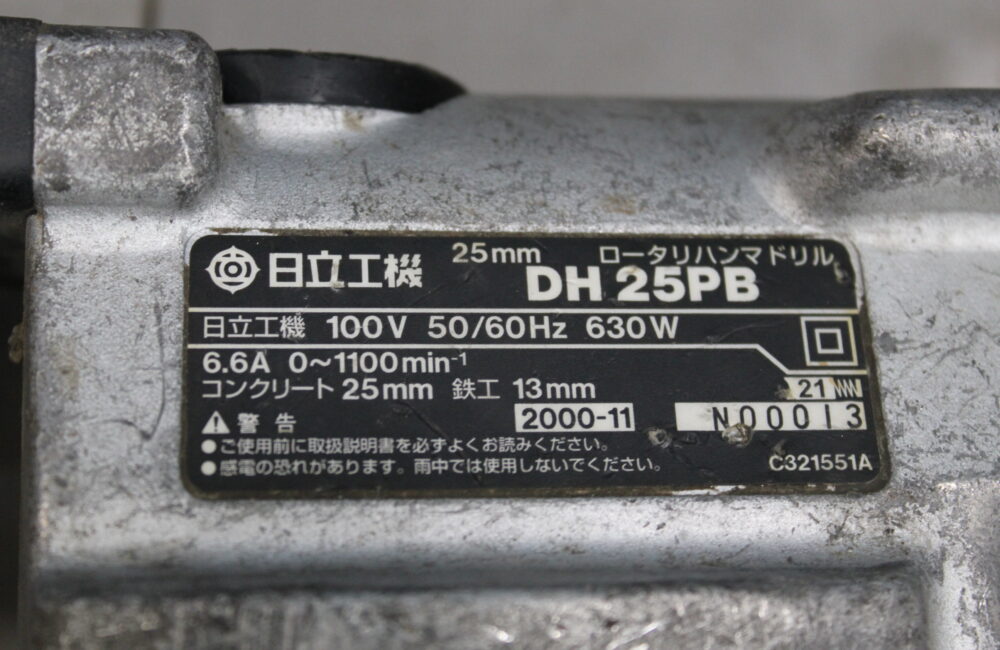 日立工機 25mm ロータリハンマドリル
DH 25PB
日立工機 100V 50/60Hz 630W
6.6A 0~1100min⁻¹
コンクリート 25mm 鉄工 13mm
21
警告 2000-11 N00013
●ご使用前に取扱説明書を必ずよくお読みください。
●感電の恐れがあります。雨中では使用しないでください。
C321551A